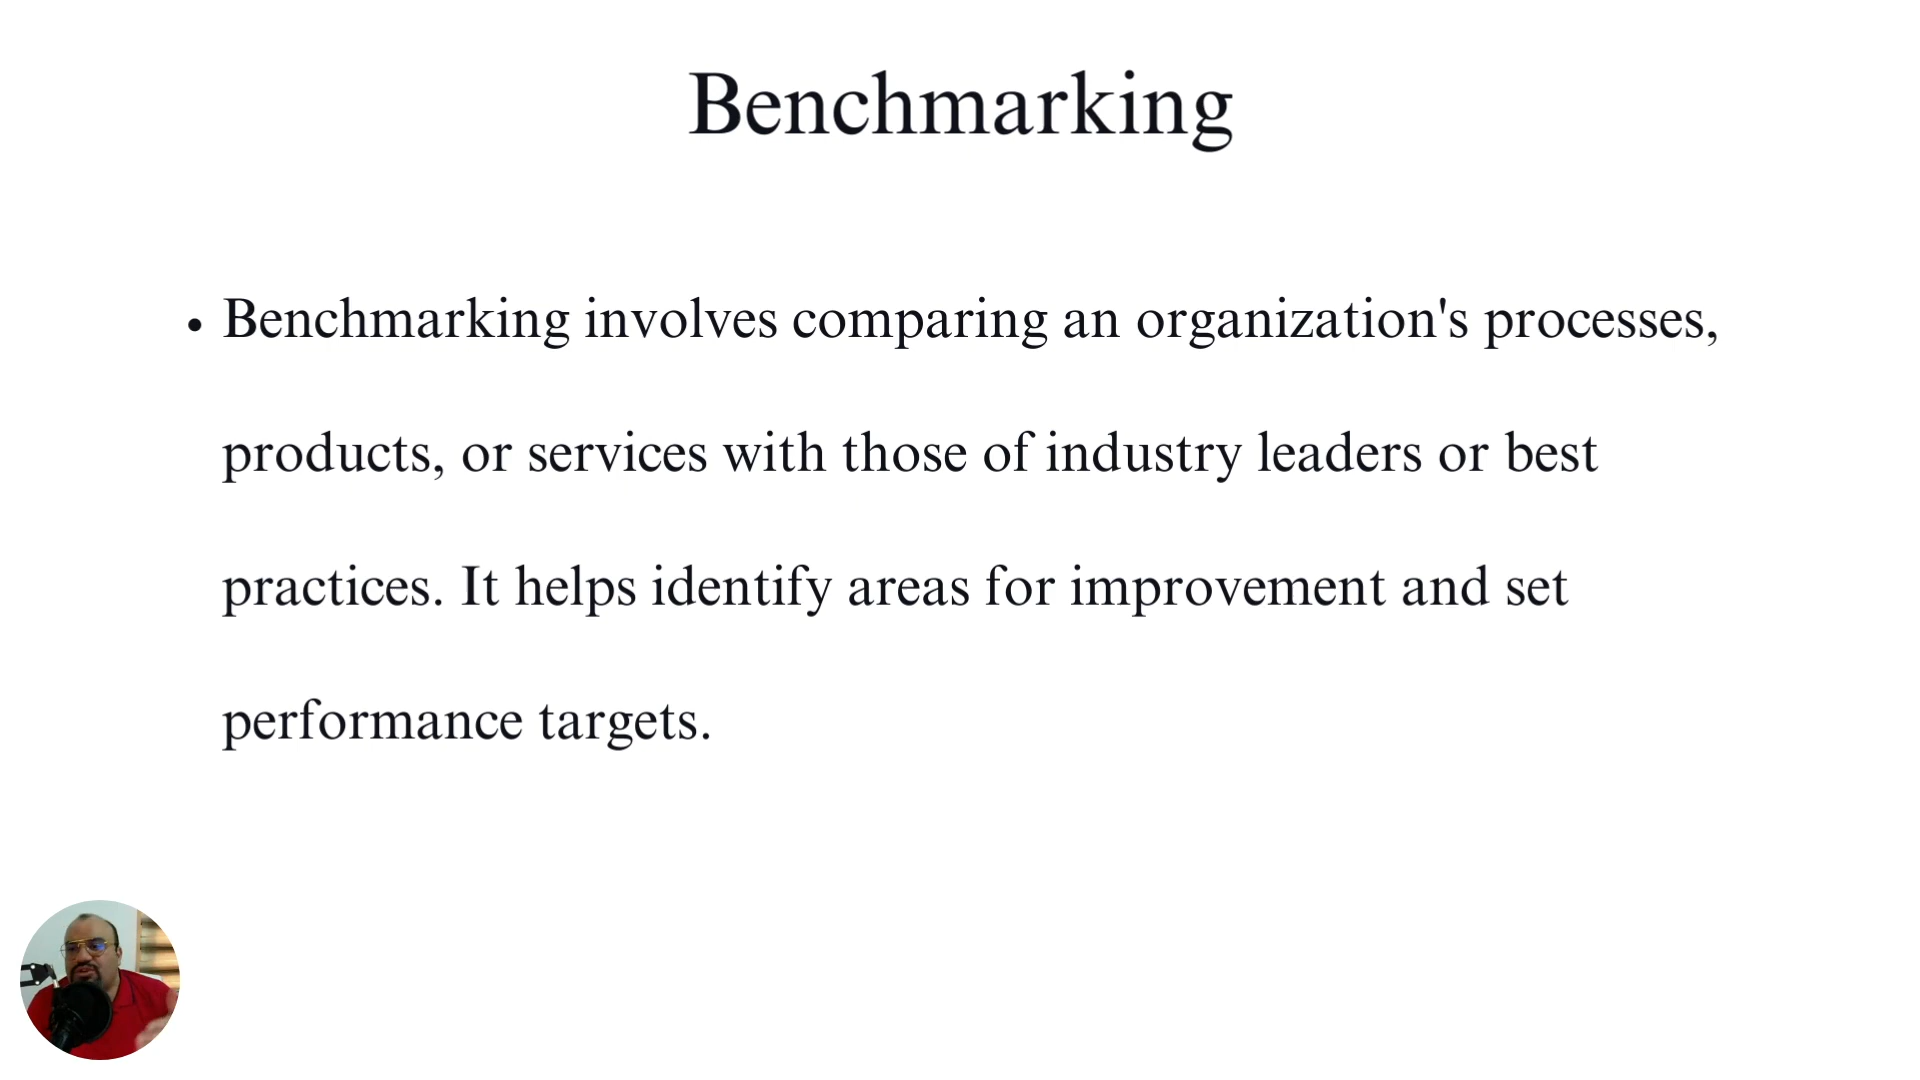 Benchmarking
• Benchmarking involves comparing an organization's processes,
products, or services with those of industry leaders or best
practices. It helps identify areas for improvement and set
performance targets.